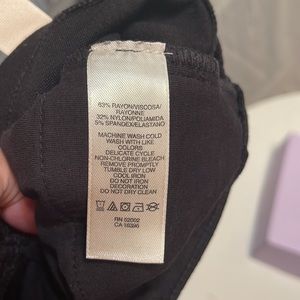 63% RAYON/VISCOSA/
RAYONNE
32% NYLON/POLIAMIDA
5% SPANDEX/ELASTANO
MACHINE WASH COLD
WASH WITH LIKE
COLORS
DELICATE CYCLE
NON-CHLORINE BLEACH
REMOVE PROMPTLY
TUMBLE DRY LOW
COOL IRON
DO NOT IRON
DECORATION
DO NOT DRY CLEAN
RN 52002
CA 16395